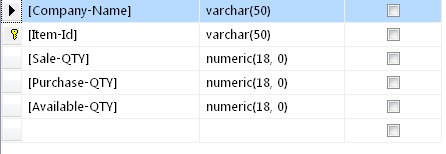 [Company-Name] varchar(50)
[Item-Id] varchar(50)
[Sale-QTY] numeric(18, 0)
[Purchase-QTY] numeric(18, 0)
[Available-QTY] numeric(18, 0)